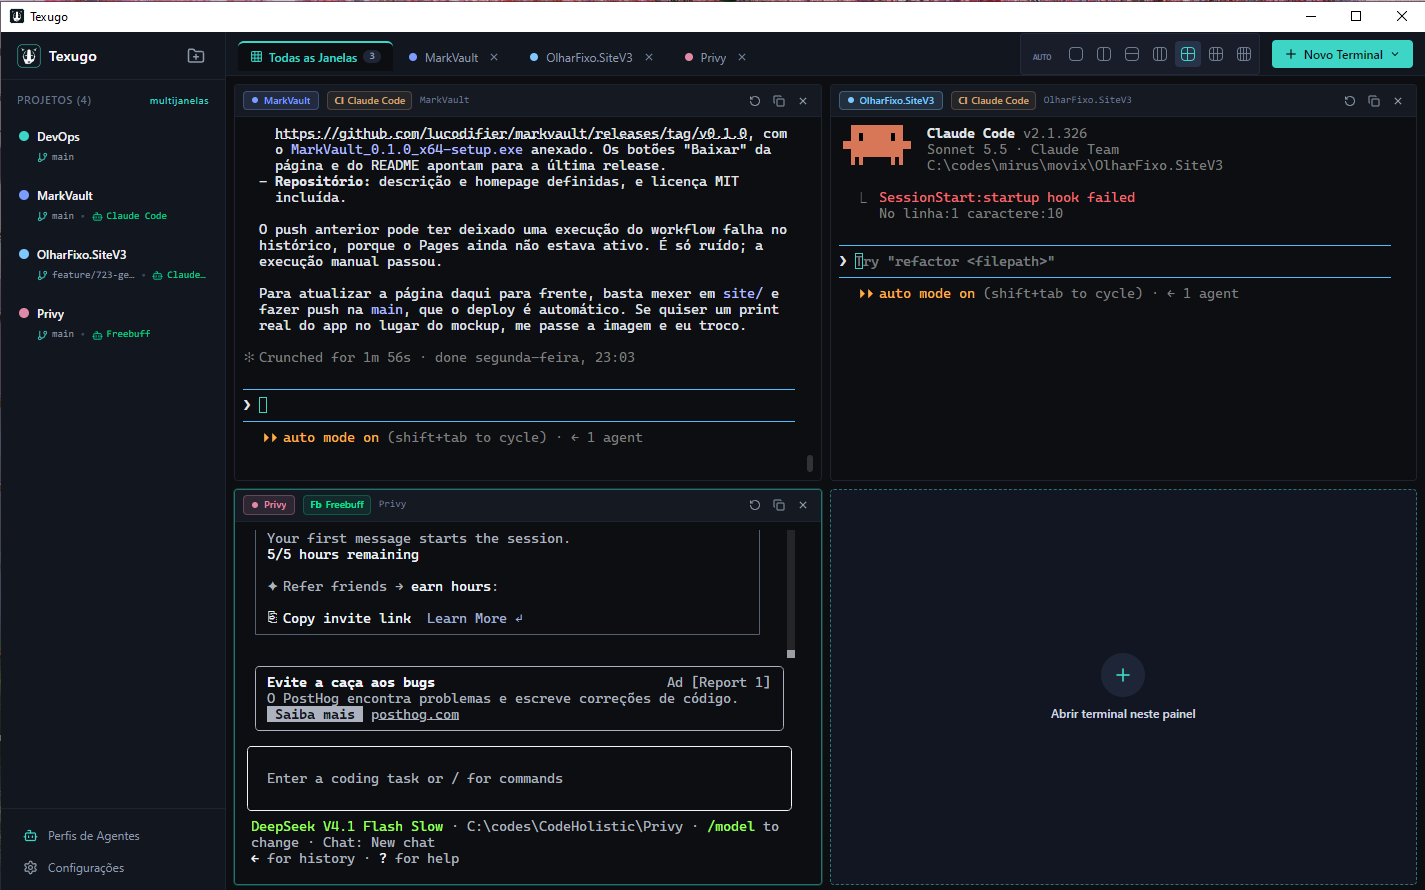 Texugo
Texugo
PROJETOS (4) multijanelas
DevOps
main
MarkVault
main • Claude Code
OlharFixo.SiteV3
feature/723-ge… • Claude…
Privy
main • Freebuff
Perfis de Agentes
Configurações
Todas as Janelas 3
MarkVault
OlharFixo.SiteV3
Privy
AUTO
Novo Terminal
MarkVault Cl Claude Code MarkVault
https://github.com/lucodifier/markvault/releases/tag/v0.1.0, com
o MarkVault_0.1.0_x64-setup.exe anexado. Os botões "Baixar" da
página e do README apontam para a última release.
– Repositório: descrição e homepage definidas, e licença MIT
incluída.
O push anterior pode ter deixado uma execução do workflow falha no
histórico, porque o Pages ainda não estava ativo. É só ruído; a
execução manual passou.
Para atualizar a página daqui para frente, basta mexer em site/ e
fazer push na main, que o deploy é automático. Se quiser um print
real do app no lugar do mockup, me passe a imagem e eu troco.
✻ Crunched for 1m 56s · done segunda-feira, 23:03
❯
⏵⏵ auto mode on (shift+tab to cycle) · ← 1 agent
OlharFixo.SiteV3 Cl Claude Code OlharFixo.SiteV3
Claude Code v2.1.326
Sonnet 5.5 · Claude Team
C:\codes\mirus\movix\OlharFixo.SiteV3
⎿ SessionStart:startup hook failed
No linha:1 caractere:10
❯ Try "refactor <filepath>"
⏵⏵ auto mode on (shift+tab to cycle) · ← 1 agent
Privy Fb Freebuff Privy
Your first message starts the session.
5/5 hours remaining
✦ Refer friends → earn hours:
⎘ Copy invite link Learn More ↲
Evite a caça aos bugs Ad [Report 1]
O PostHog encontra problemas e escreve correções de código.
Saiba mais posthog.com
Enter a coding task or / for commands
DeepSeek V4.1 Flash Slow · C:\codes\CodeHolistic\Privy · /model to
change · Chat: New chat
← for history · ? for help
Abrir terminal neste painel